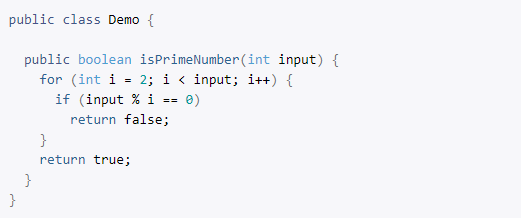 public class Demo {
public boolean isPrimeNumber(int input) {
for (int i = 2; i < input; i++) {
if (input % i == 0)
return false;
}
return true;
}
}